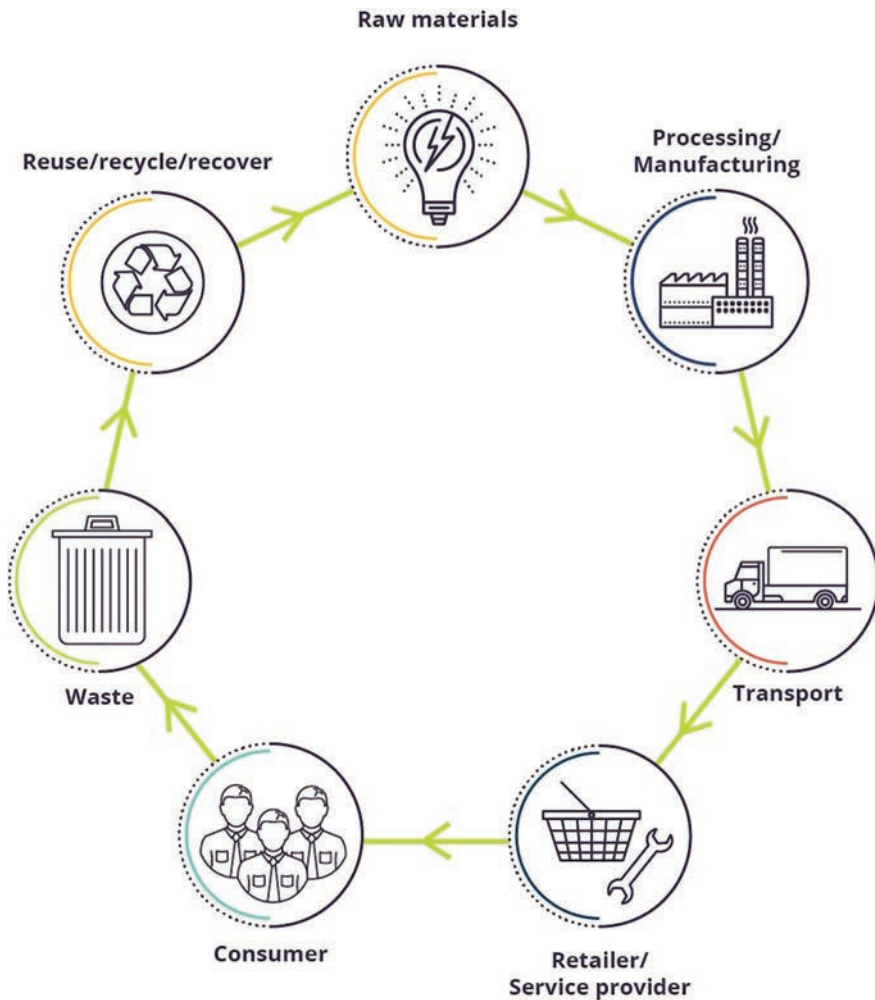 Raw materials
Processing/
Manufacturing
Transport
Retailer/
Service provider
Consumer
Waste
Reuse/recycle/recover